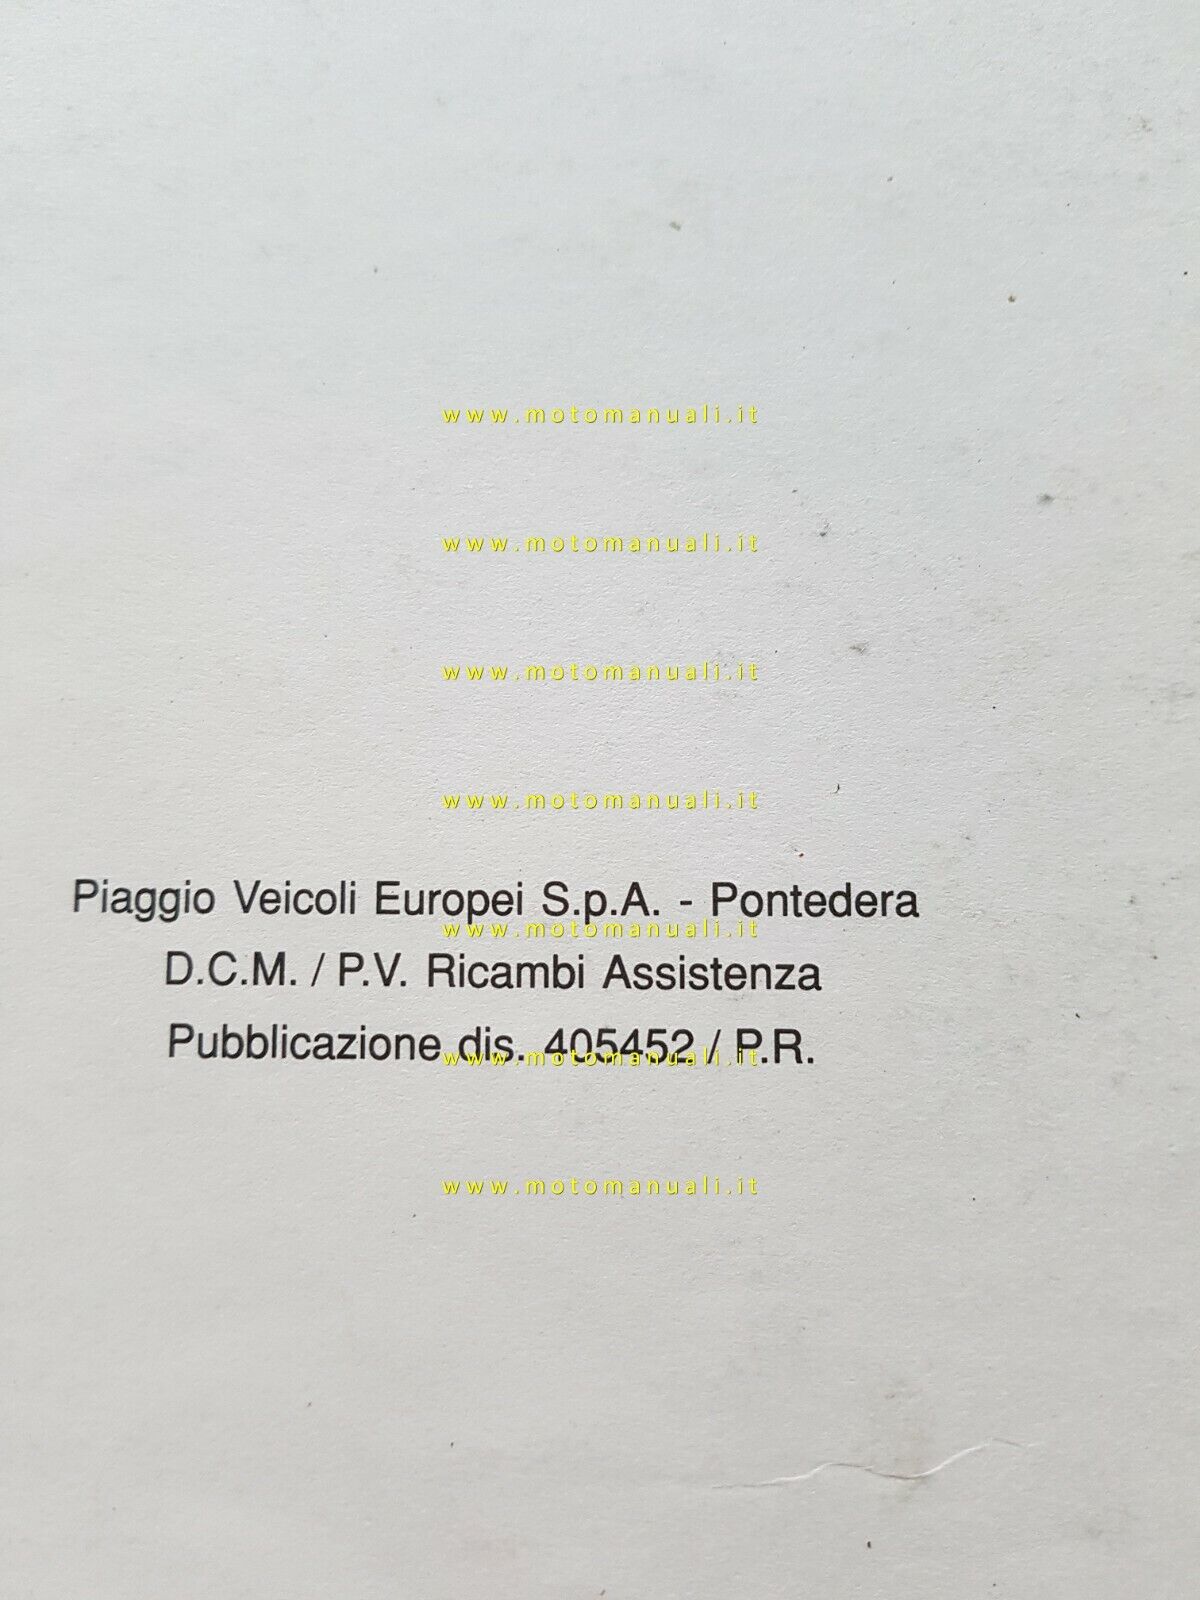 www.motomanuali.it
www.motomanuali.it
www.motomanuali.it
www.motomanuali.it
Piaggio Veicoli Europei S.p.A. - Pontedera
www.motomanuali.it
D.C.M. / P.V. Ricambi Assistenza
Pubblicazione dis. 405452 / P.R.
www.motomanuali.it
www.motomanuali.it